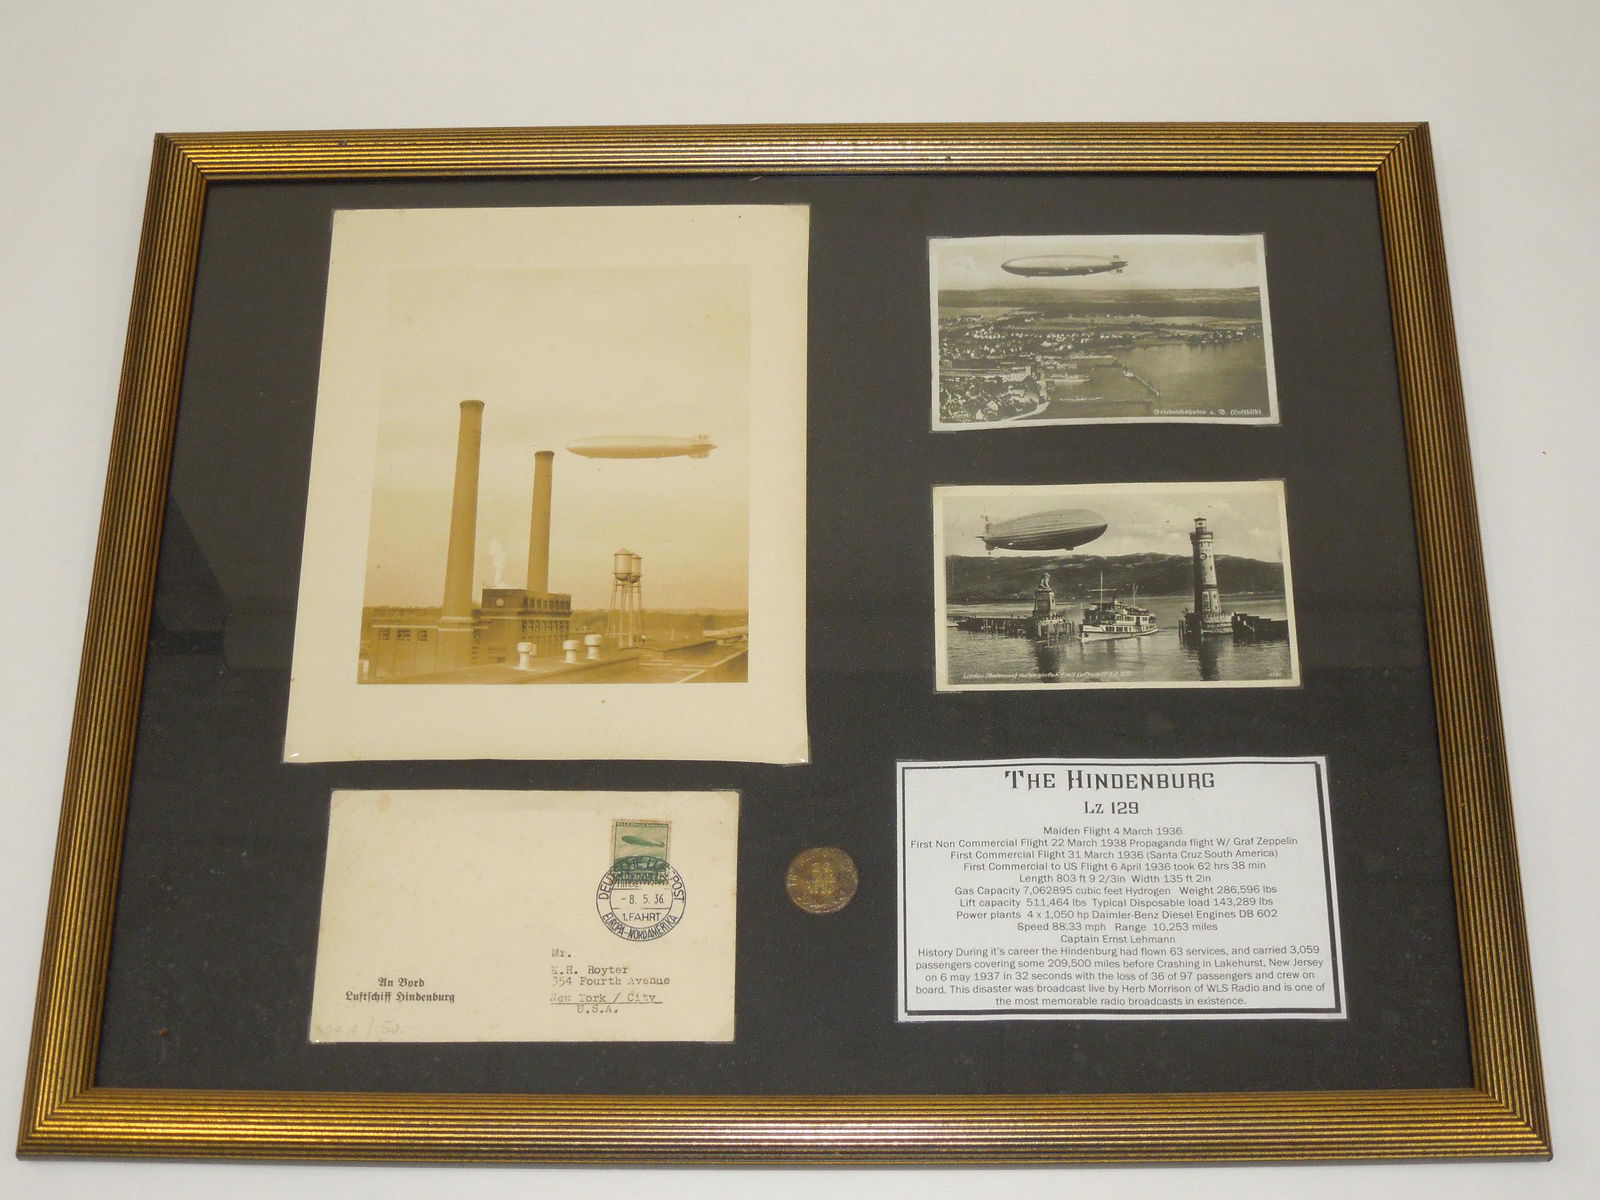 Friedrichshafen a. B. (Luftbild)
Lindau (Bodensee) Hafeneinfahrt mit Luftschiff LZ 129
THE HINDENBURG
LZ 129
Maiden Flight 4 March 1936
First Non Commercial Flight 22 March 1938 Propaganda flight W/ Graf Zeppelin
First Commercial Flight 31 March 1936 (Santa Cruz South America)
First Commercial to US Flight 6 April 1936 took 62 hrs 38 min
Length 803 ft 9 2/3in Width 135 ft 2in
Gas Capacity 7,062895 cubic feet Hydrogen Weight 286,596 lbs
Lift capacity 511,464 lbs Typical Disposable load 143,289 lbs
Power plants 4 x 1,050 hp Daimler-Benz Diesel Engines DB 602
Speed 88.33 mph Range 10,253 miles
Captain Ernst Lehmann
History During it's career the Hindenburg had flown 63 services, and carried 3,059
passengers covering some 209,500 miles before Crashing in Lakehurst, New Jersey
on 6 may 1937 in 32 seconds with the loss of 36 of 97 passengers and crew on
board. This disaster was broadcast live by Herb Morrison of WLS Radio and is one of
the most memorable radio broadcasts in existence.
DEUTSCHE LUFTPOST
- 8. 5. 36.
1. FAHRT
EUROPA-NORDAMERIKA
Mr.
K.H. Royter
354 Fourth Avenue
New York / City
U.S.A.
An Bord
Luftschiff Hindenburg